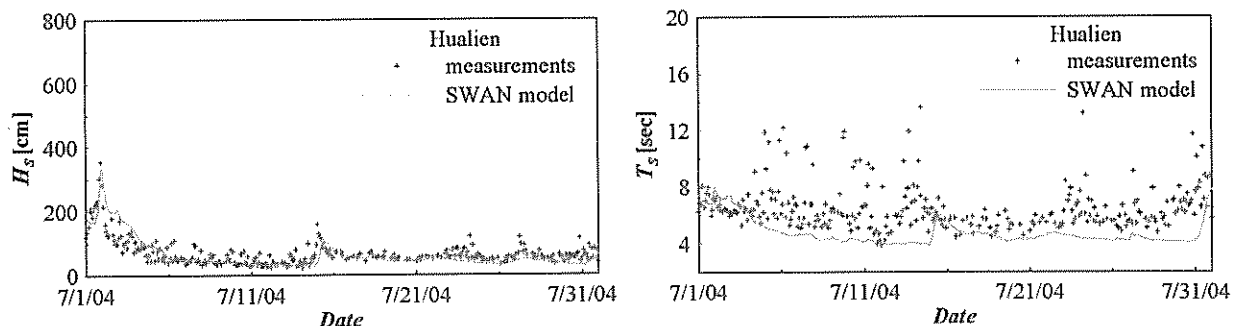 800
600
400
200
0
H_S [cm]
Hualien
measurements
SWAN model
7/1/04 7/11/04 7/21/04 7/31/04
Date
20
16
12
8
4
T_S [sec]
Hualien
measurements
SWAN model
7/1/04 7/11/04 7/21/04 7/31/04
Date